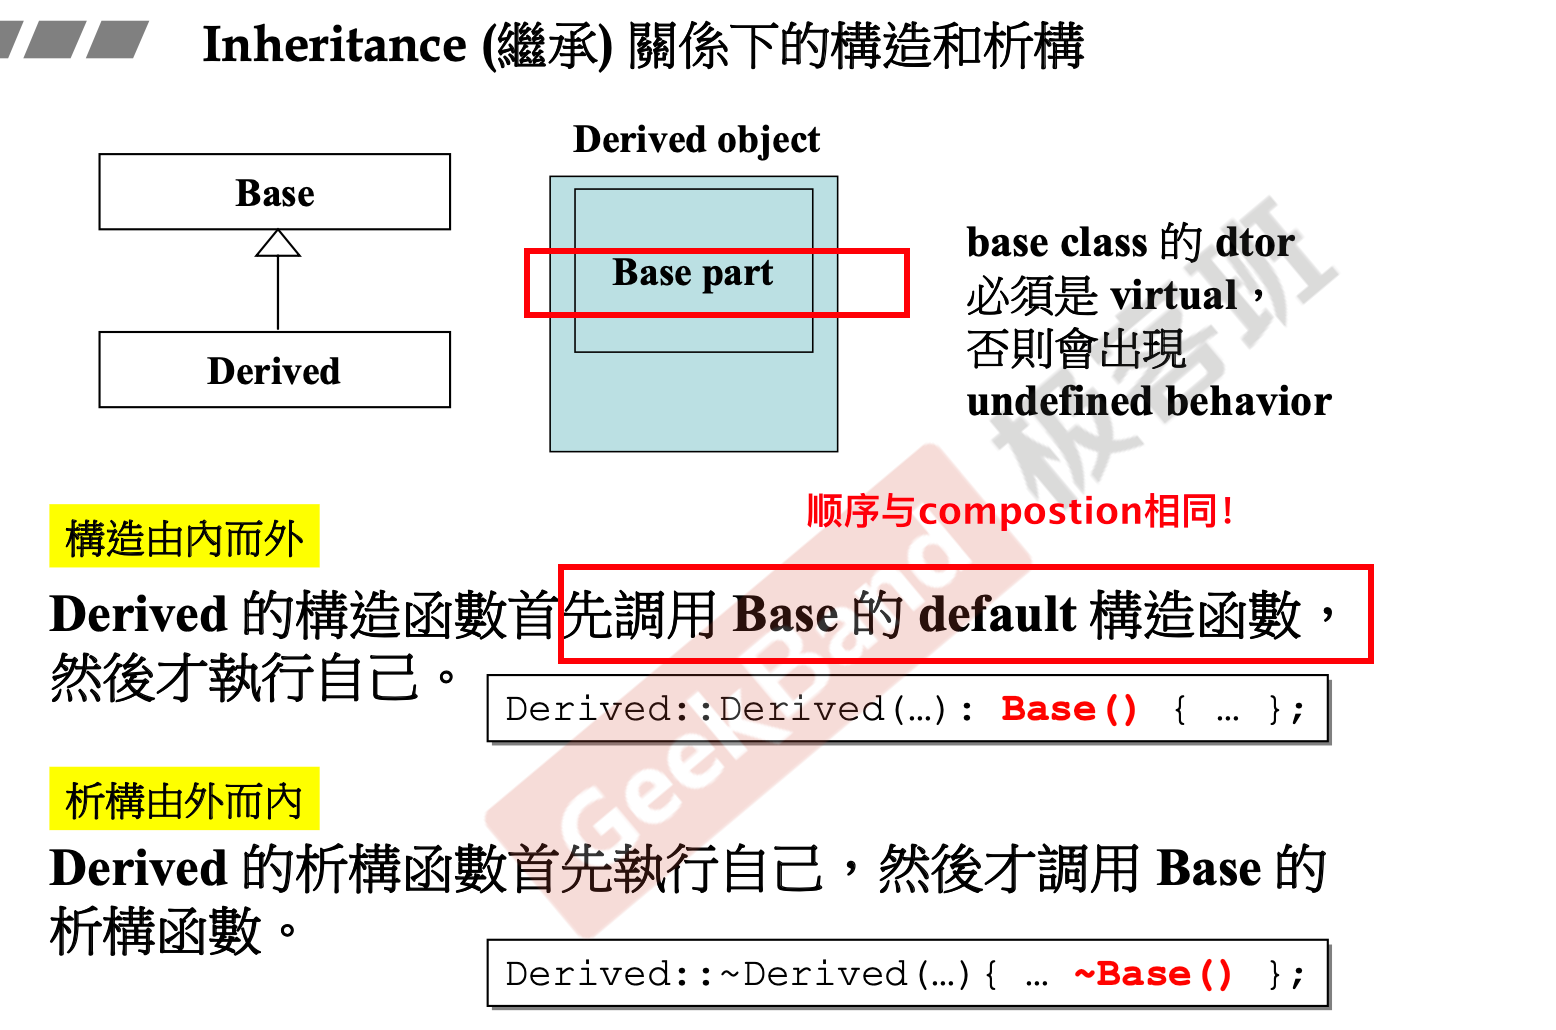 Inheritance (繼承) 關係下的構造和析構
Derived object
Base
Base part
Derived
base class 的 dtor
必須是 virtual，
否則會出現
undefined behavior
极客班
GeekBand
顺序与compostion相同！
構造由內而外
Derived 的構造函數首先調用 Base 的 default 構造函數，
然後才執行自己。
Derived::Derived(…): Base() { … };
析構由外而內
Derived 的析構函數首先執行自己，然後才調用 Base 的
析構函數。
Derived::~Derived(…){ … ~Base() };